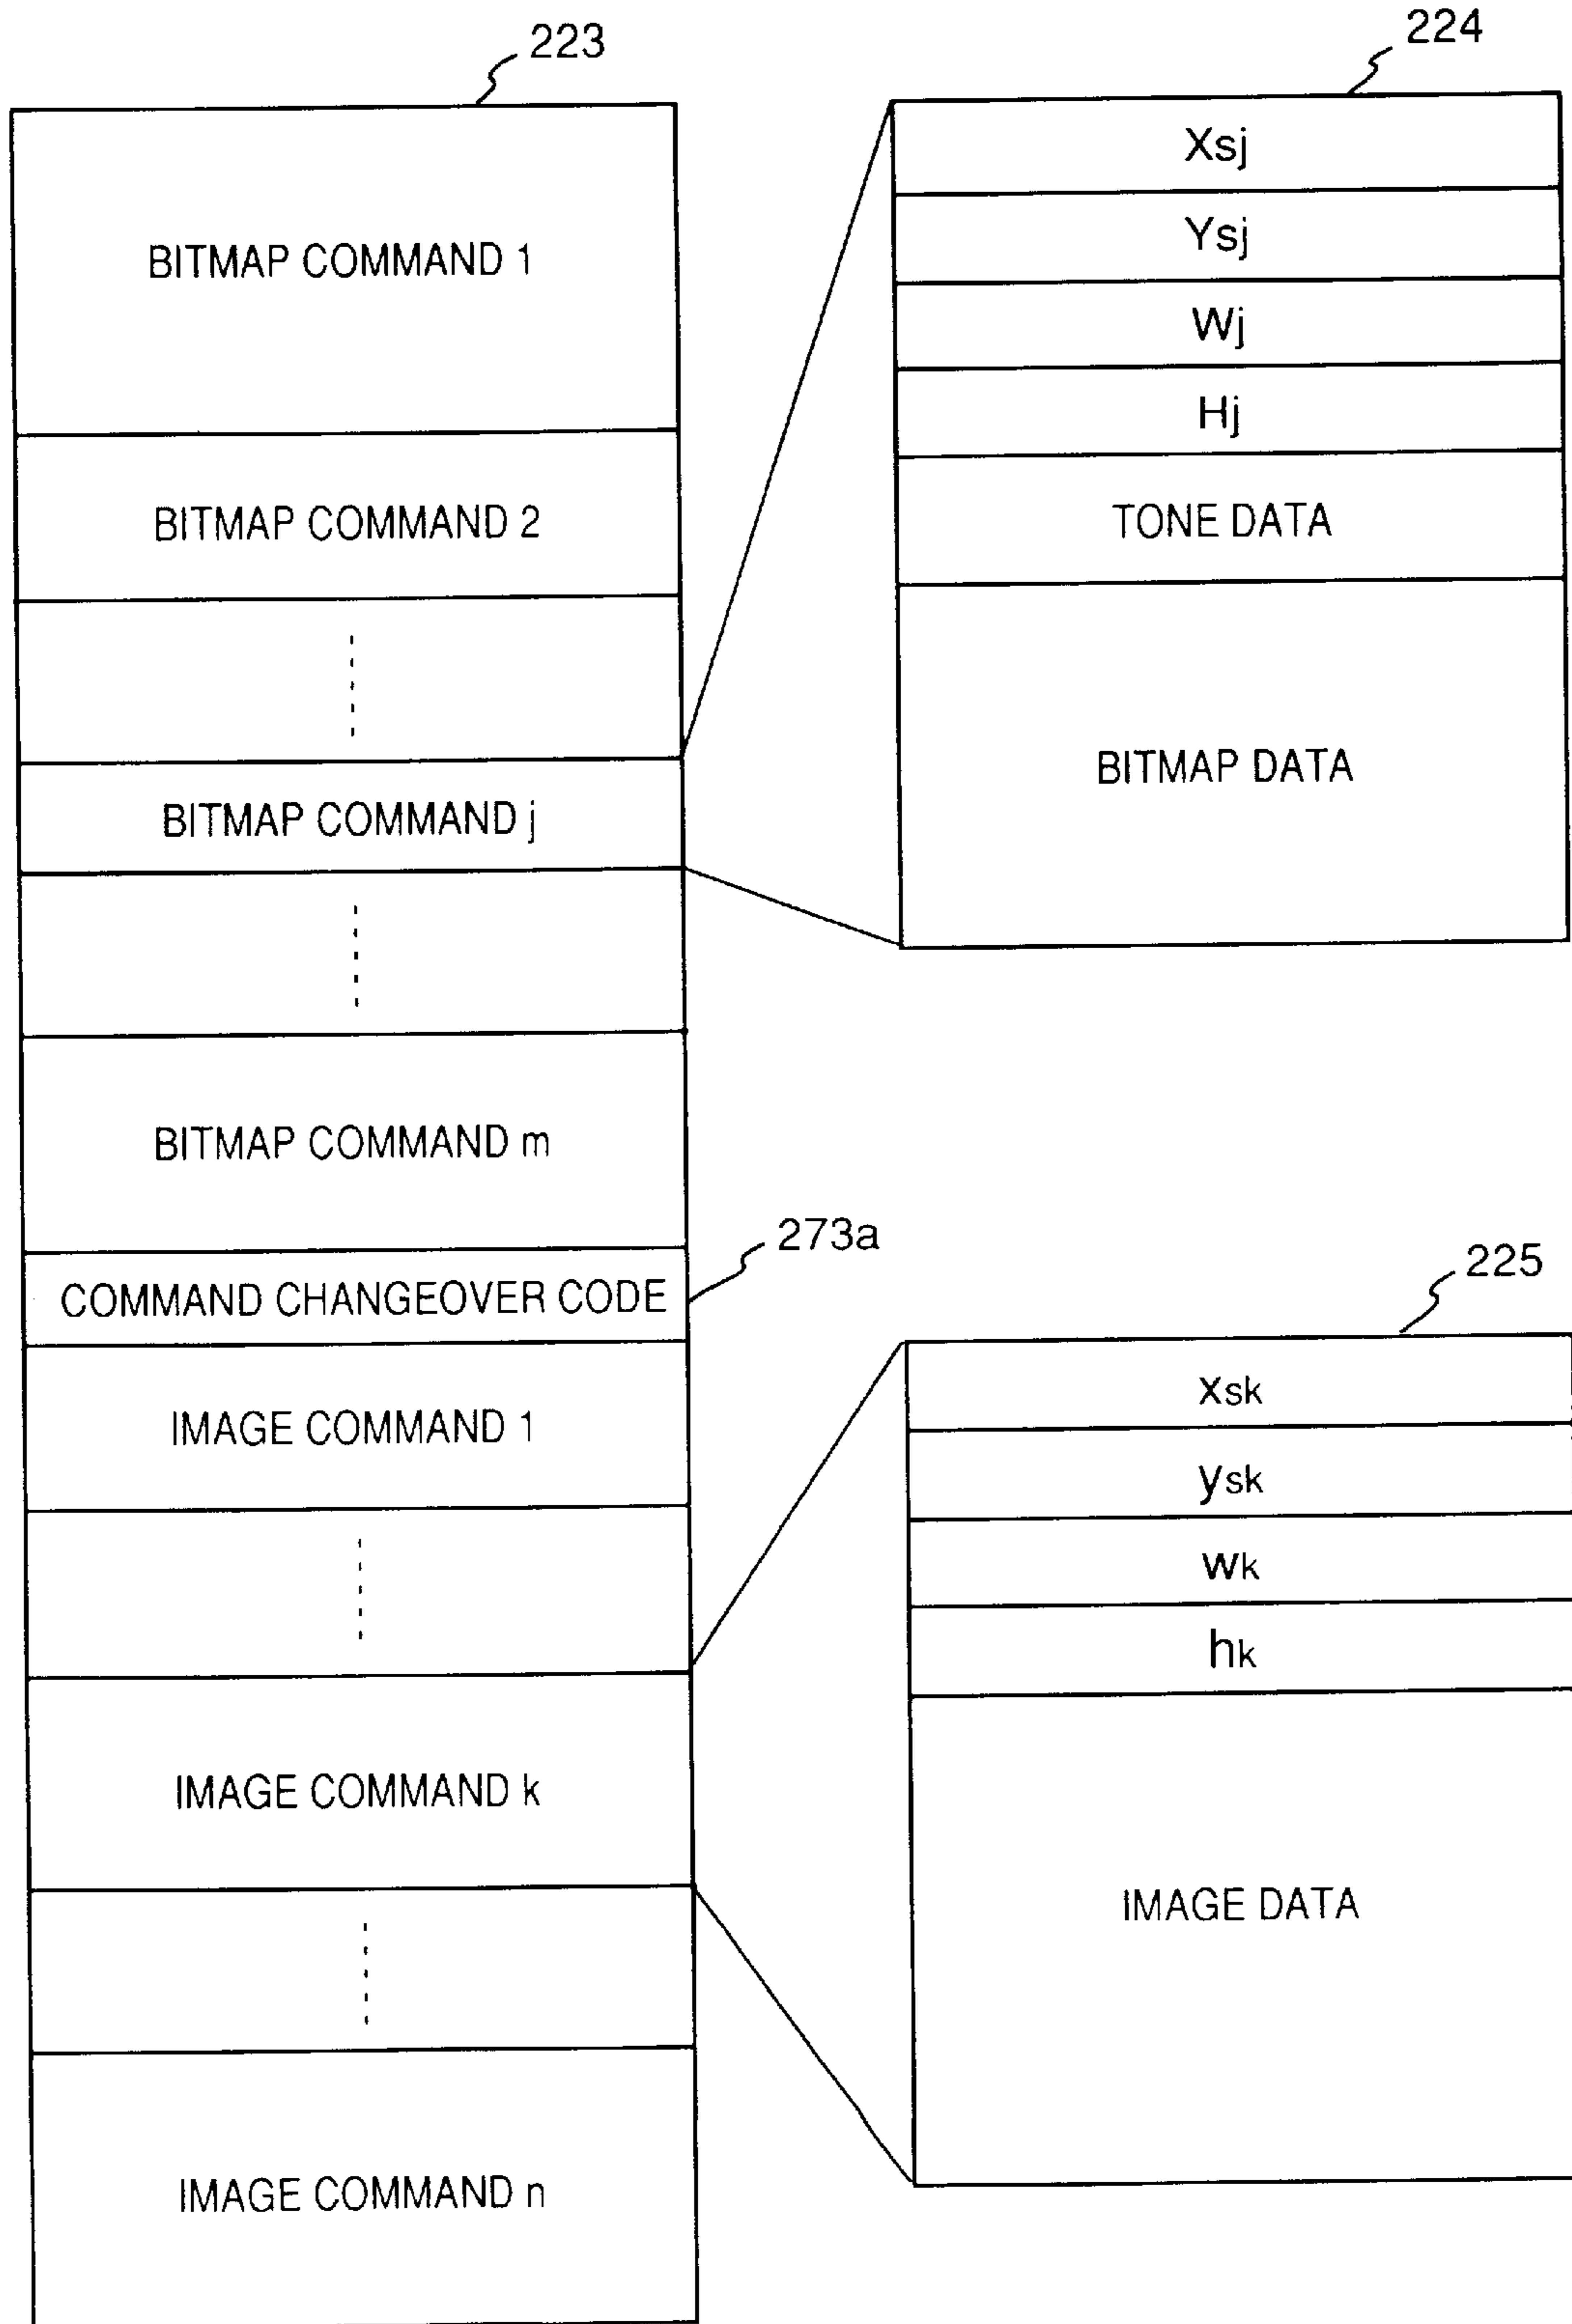 223
BITMAP COMMAND 1
BITMAP COMMAND 2
BITMAP COMMAND j
BITMAP COMMAND m
273a
COMMAND CHANGEOVER CODE
IMAGE COMMAND 1
IMAGE COMMAND k
IMAGE COMMAND n
224
Xsj
Ysj
Wj
Hj
TONE DATA
BITMAP DATA
225
xsk
ysk
wk
hk
IMAGE DATA